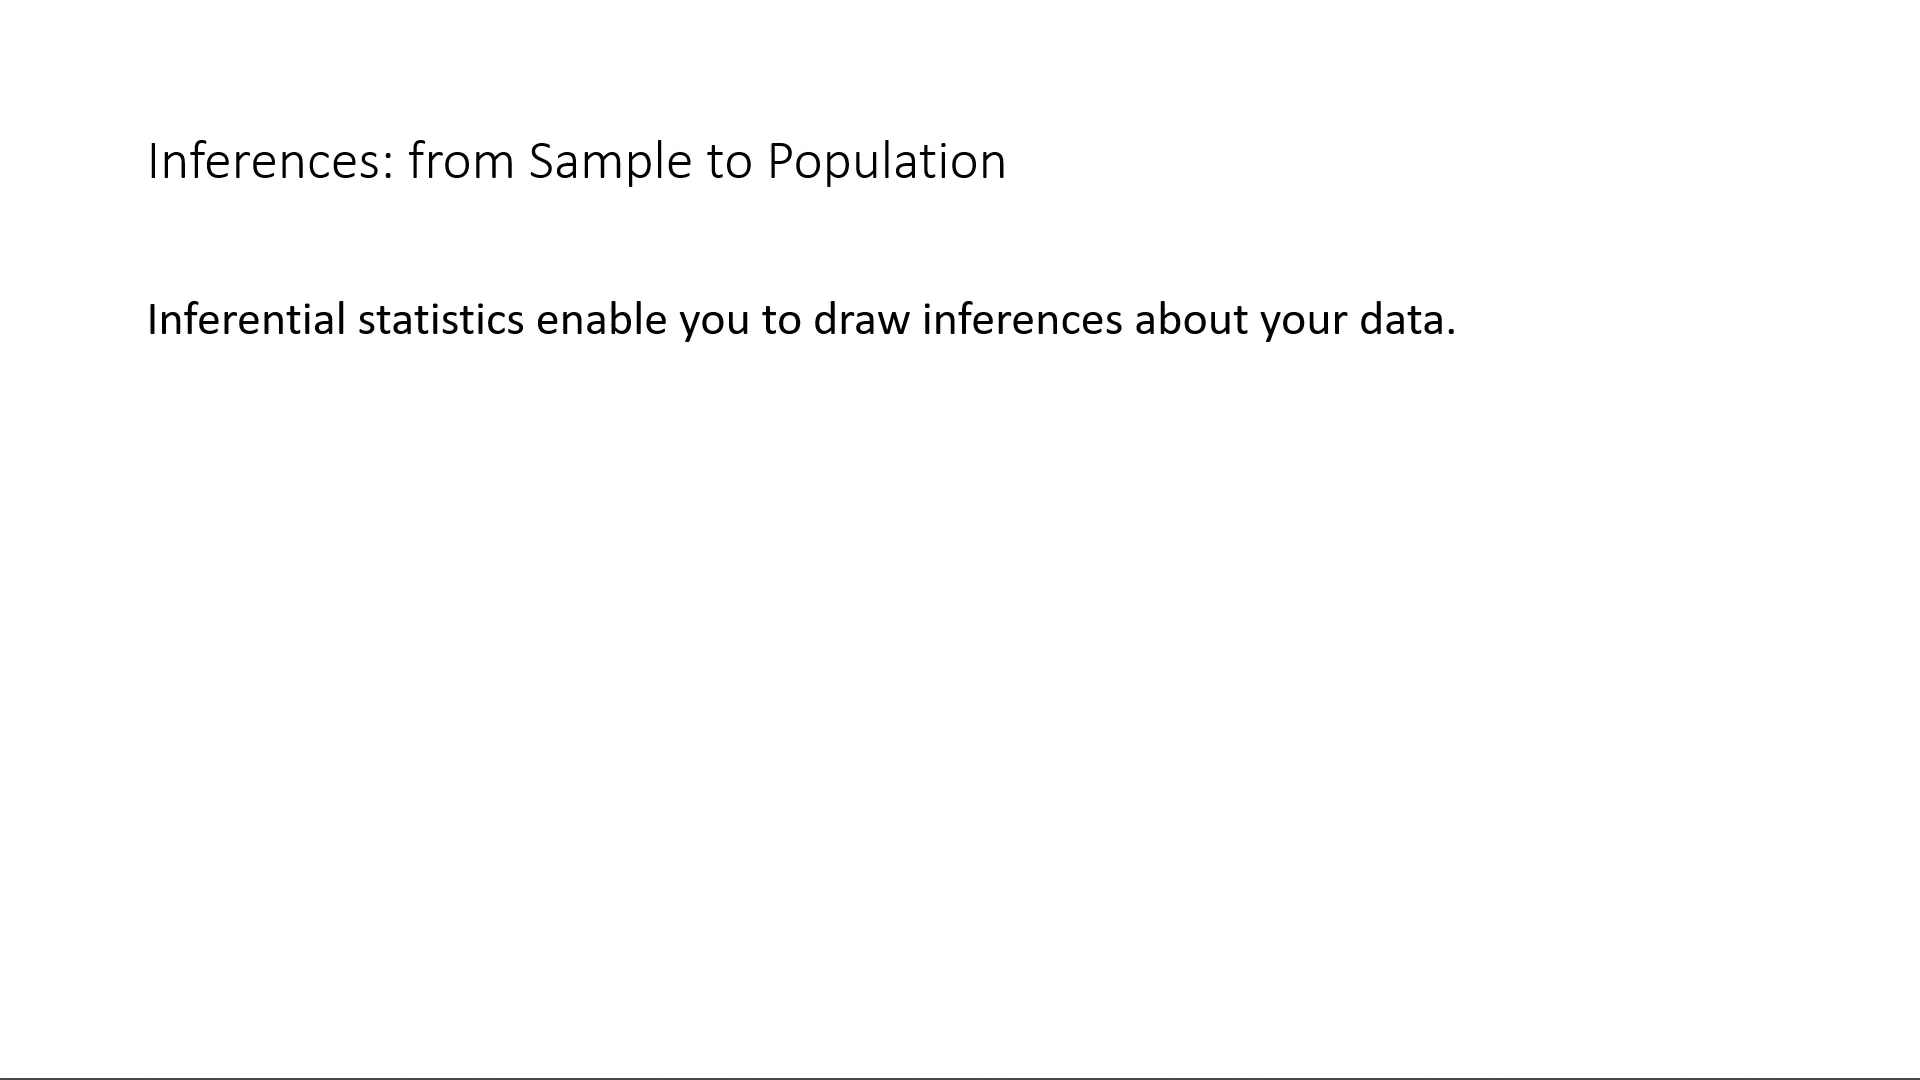 Inferences: from Sample to Population
Inferential statistics enable you to draw inferences about your data.